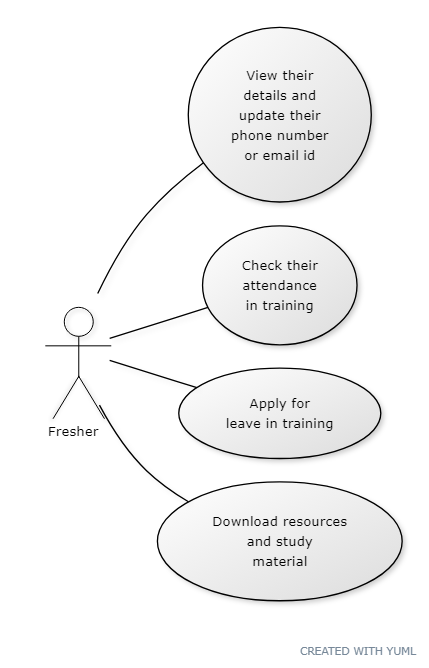 View their
details and
update their
phone number
or email id
Check their
attendance
in training
Apply for
leave in training
Fresher
Download resources
and study
material
CREATED WITH YUML